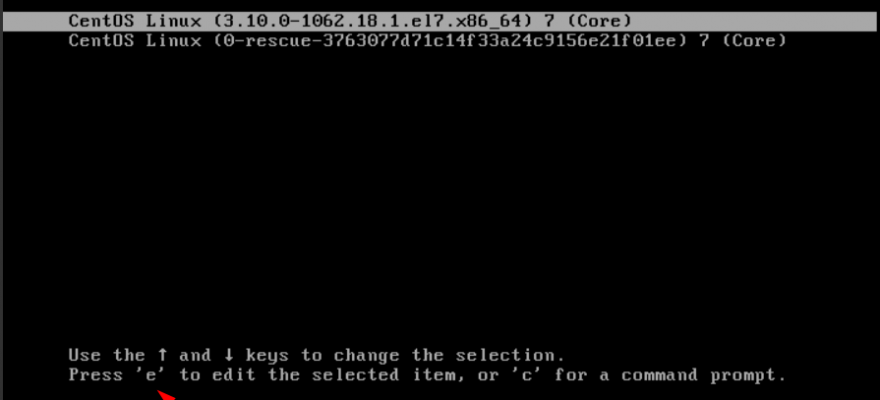 CentOS Linux (3.10.0-1062.18.1.el7.x86_64) 7 (Core)
CentOS Linux (0-rescue-3763077d71c14f33a24c9156e21f01ee) 7 (Core)
Use the ↑ and ↓ keys to change the selection.
Press 'e' to edit the selected item, or 'c' for a command prompt.